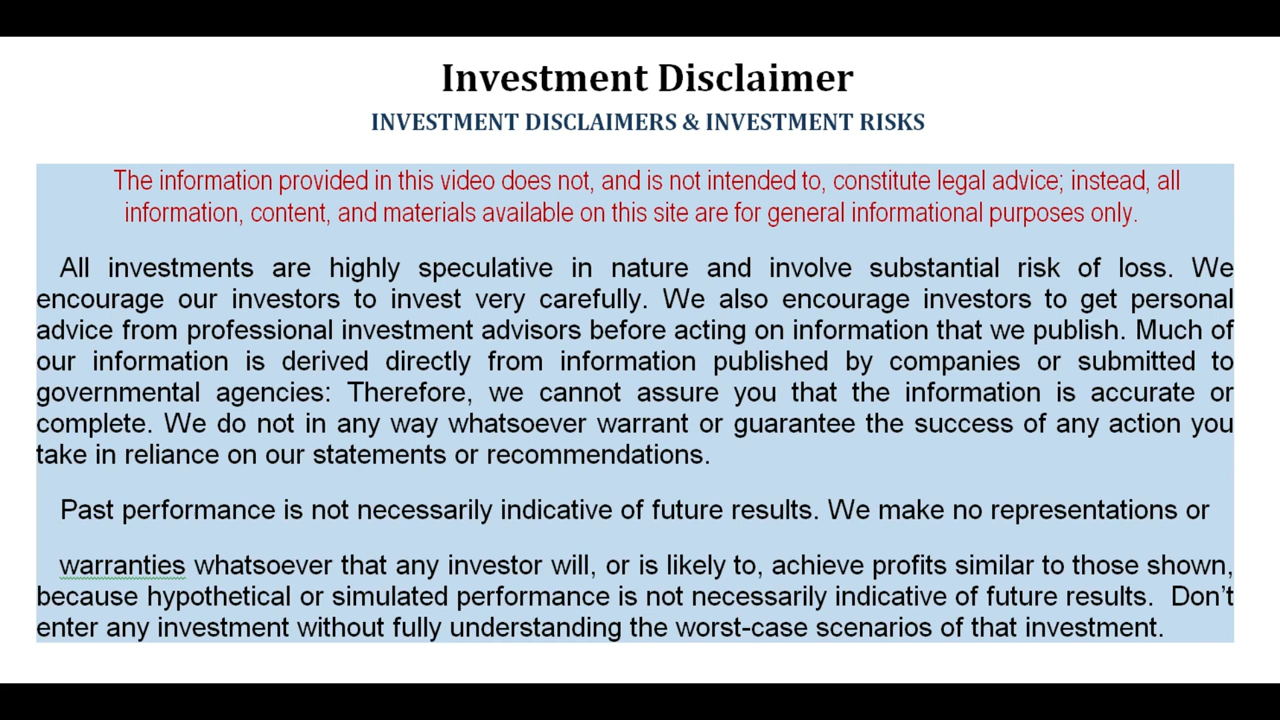 Investment Disclaimer
INVESTMENT DISCLAIMERS & INVESTMENT RISKS
The information provided in this video does not, and is not intended to, constitute legal advice; instead, all
information, content, and materials available on this site are for general informational purposes only.
All investments are highly speculative in nature and involve substantial risk of loss. We
encourage our investors to invest very carefully. We also encourage investors to get personal
advice from professional investment advisors before acting on information that we publish. Much of
our information is derived directly from information published by companies or submitted to
governmental agencies: Therefore, we cannot assure you that the information is accurate or
complete. We do not in any way whatsoever warrant or guarantee the success of any action you
take in reliance on our statements or recommendations.
Past performance is not necessarily indicative of future results. We make no representations or
warranties whatsoever that any investor will, or is likely to, achieve profits similar to those shown,
because hypothetical or simulated performance is not necessarily indicative of future results.  Don’t
enter any investment without fully understanding the worst-case scenarios of that investment.